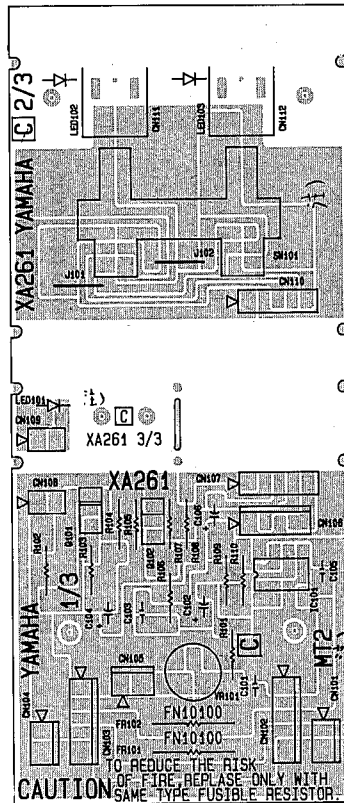 C 2/3
LED102
CN111
LED103
CN112
XA261 YAMAHA
J101
J102
SW101
CN110
LED101
C
CN109
XA261 3/3
XA261
CN107
CN108
CN106
R102
Q101
R103
R104
R105
Q102
R106
R107
R108
C106
R109
R110
IC101
C105
1/3
C104
C103
C102
R101
C
YAMAHA
MT2
CN105
VR101
C101
CN101
CN104
CN103
CN102
FR102
FN10100
FR101
FN10100
CAUTION
TO REDUCE THE RISK
OF FIRE REPLASE ONLY WITH
SAME TYPE FUSIBLE RESISTOR.